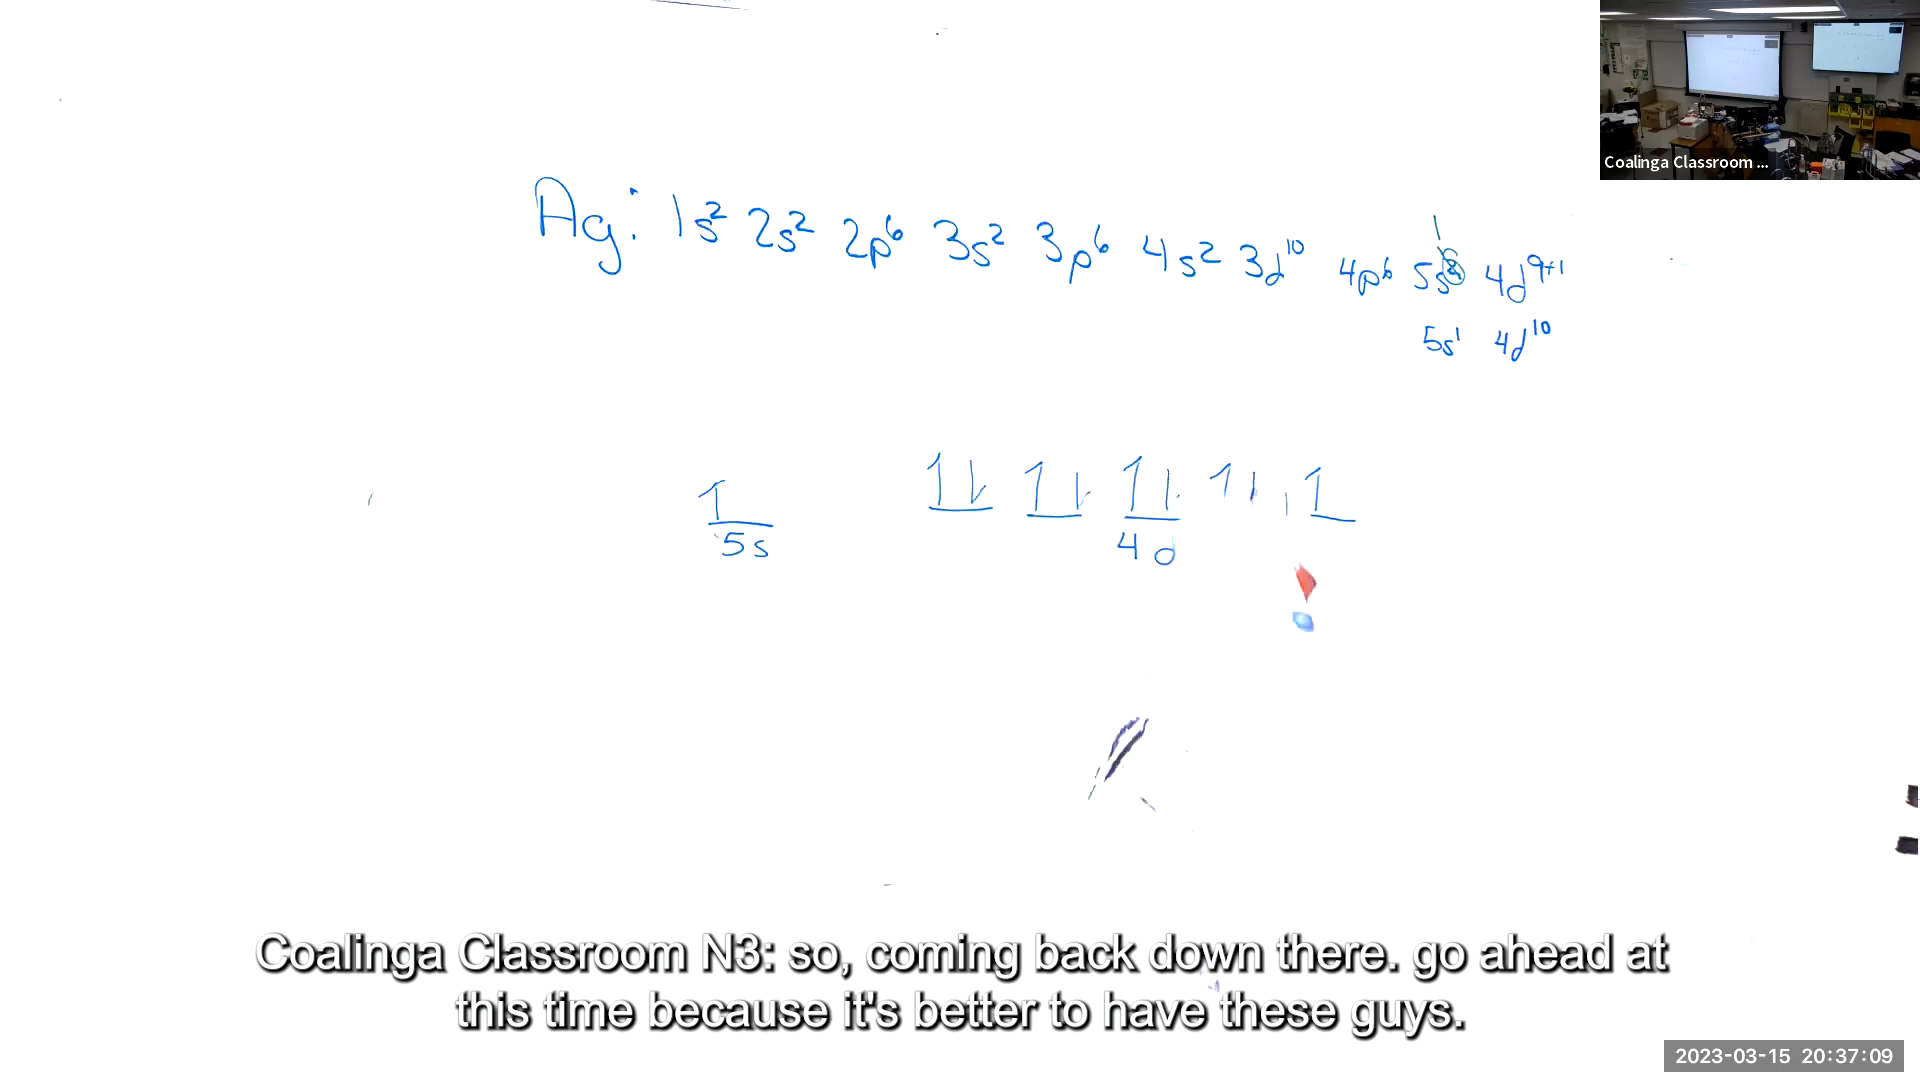 Coalinga Classroom ...
Ag: 1s² 2s² 2p⁶ 3s² 3p⁶ 4s² 3d¹⁰ 4p⁶ 5s² 4d⁹⁺¹
1
5s¹ 4d¹⁰
5s
4d
Coalinga Classroom N3: so, coming back down there. go ahead at
this time because it's better to have these guys.
2023-03-15 20:37:09